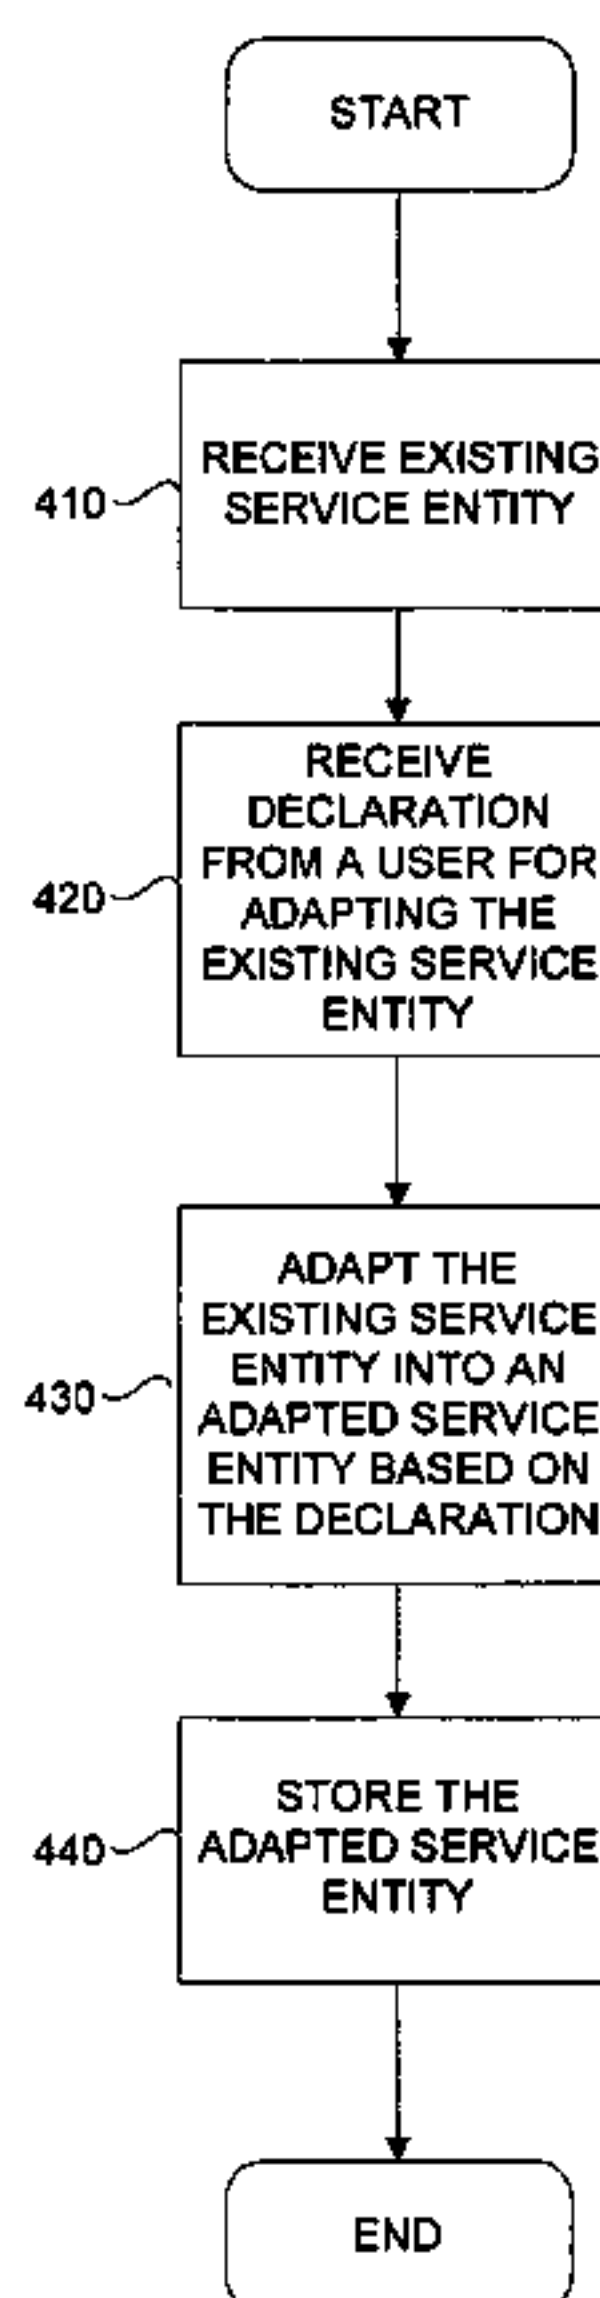 START
RECEIVE EXISTING
SERVICE ENTITY
410
RECEIVE
DECLARATION
FROM A USER FOR
ADAPTING THE
EXISTING SERVICE
ENTITY
420
ADAPT THE
EXISTING SERVICE
ENTITY INTO AN
ADAPTED SERVICE
ENTITY BASED ON
THE DECLARATION
430
STORE THE
ADAPTED SERVICE
ENTITY
440
END